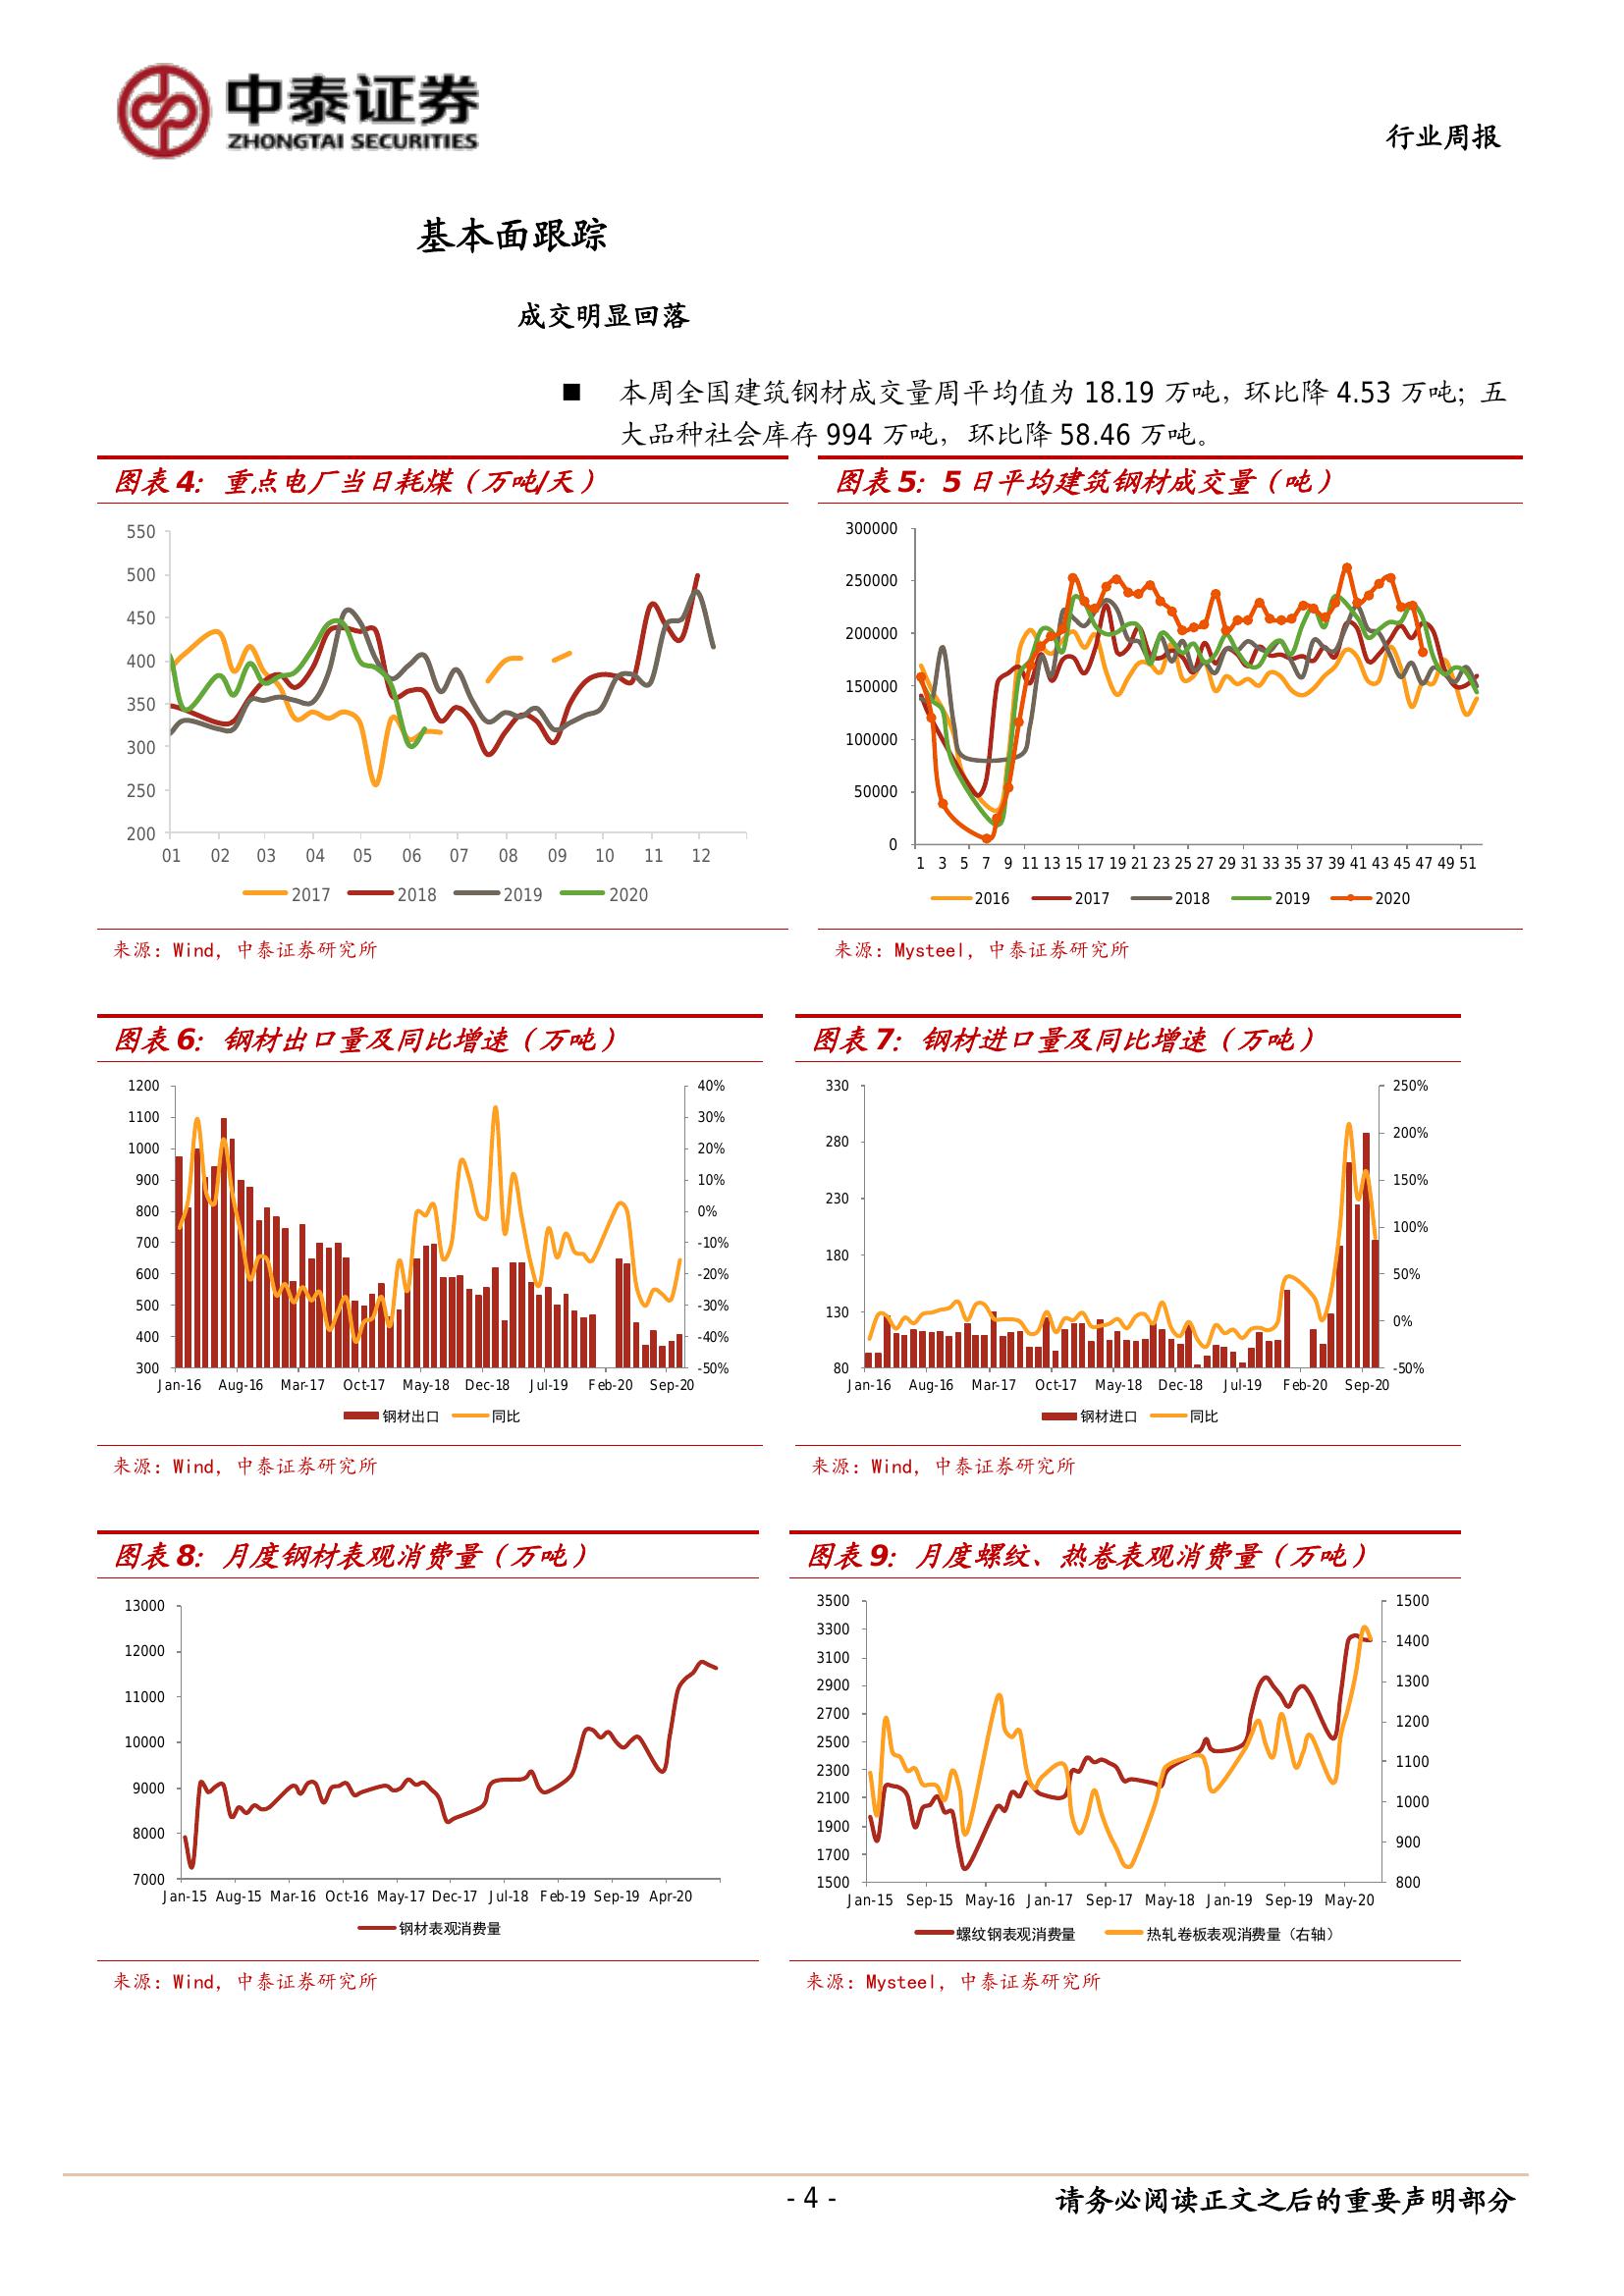 中泰证券
ZHONGTAI SECURITIES
行业周报
基本面跟踪
成交明显回落
■ 本周全国建筑钢材成交量周平均值为 18.19 万吨，环比降 4.53 万吨；五
大品种社会库存 994 万吨，环比降 58.46 万吨。
图表 4：重点电厂当日耗煤（万吨/天）
550
500
450
400
350
300
250
200
01 02 03 04 05 06 07 08 09 10 11 12
2017 2018 2019 2020
来源：Wind，中泰证券研究所
图表 5：5 日平均建筑钢材成交量（吨）
300000
250000
200000
150000
100000
50000
0
1 3 5 7 9 11 13 15 17 19 21 23 25 27 29 31 33 35 37 39 41 43 45 47 49 51
2016 2017 2018 2019 2020
来源：Mysteel，中泰证券研究所
图表 6：钢材出口量及同比增速（万吨）
1200
1100
1000
900
800
700
600
500
400
300
40%
30%
20%
10%
0%
-10%
-20%
-30%
-40%
-50%
Jan-16 Aug-16 Mar-17 Oct-17 May-18 Dec-18 Jul-19 Feb-20 Sep-20
钢材出口 同比
来源：Wind，中泰证券研究所
图表 7：钢材进口量及同比增速（万吨）
330
280
230
180
130
80
250%
200%
150%
100%
50%
0%
-50%
Jan-16 Aug-16 Mar-17 Oct-17 May-18 Dec-18 Jul-19 Feb-20 Sep-20
钢材进口 同比
来源：Wind，中泰证券研究所
图表 8：月度钢材表观消费量（万吨）
13000
12000
11000
10000
9000
8000
7000
Jan-15 Aug-15 Mar-16 Oct-16 May-17 Dec-17 Jul-18 Feb-19 Sep-19 Apr-20
钢材表观消费量
来源：Wind，中泰证券研究所
图表 9：月度螺纹、热卷表观消费量（万吨）
3500
3300
3100
2900
2700
2500
2300
2100
1900
1700
1500
1500
1400
1300
1200
1100
1000
900
800
Jan-15 Sep-15 May-16 Jan-17 Sep-17 May-18 Jan-19 Sep-19 May-20
螺纹钢表观消费量 热轧卷板表观消费量（右轴）
来源：Mysteel，中泰证券研究所
- 4 -
请务必阅读正文之后的重要声明部分